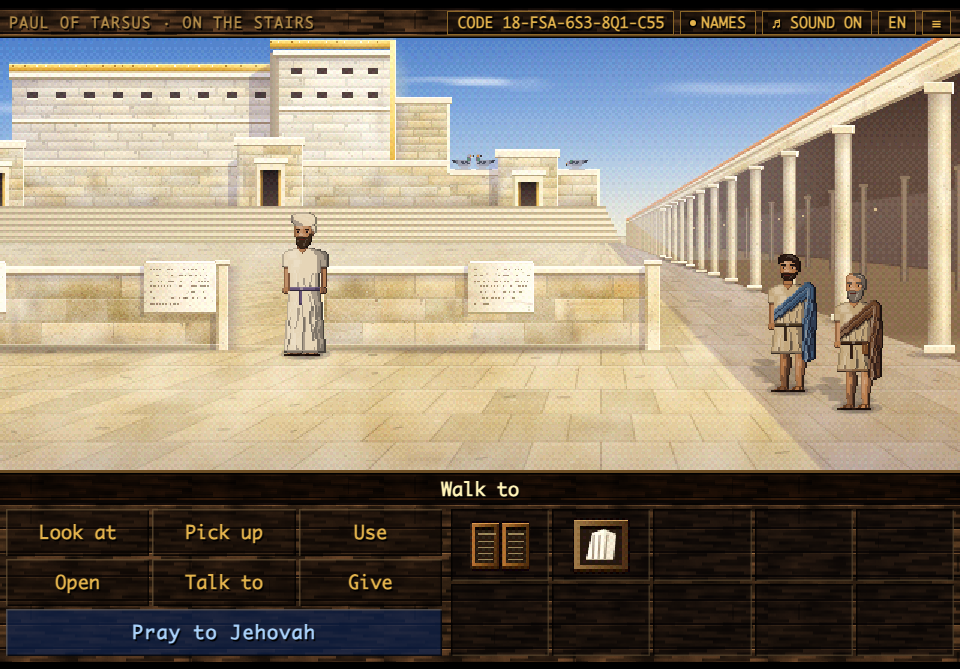 PAUL OF TARSUS · ON THE STAIRS
CODE 18-FSA-6S3-8Q1-C55
• NAMES
♬ SOUND ON
EN
≡
Walk to
Look at
Pick up
Use
Open
Talk to
Give
Pray to Jehovah